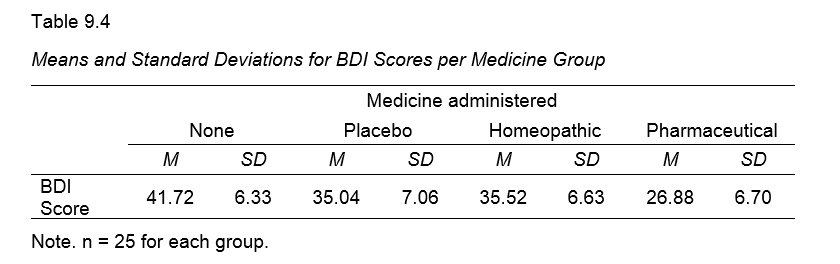 Table 9.4
Means and Standard Deviations for BDI Scores per Medicine Group
Medicine administered
None Placebo Homeopathic Pharmaceutical
M SD M SD M SD M SD
BDI
Score 41.72 6.33 35.04 7.06 35.52 6.63 26.88 6.70
Note. n = 25 for each group.